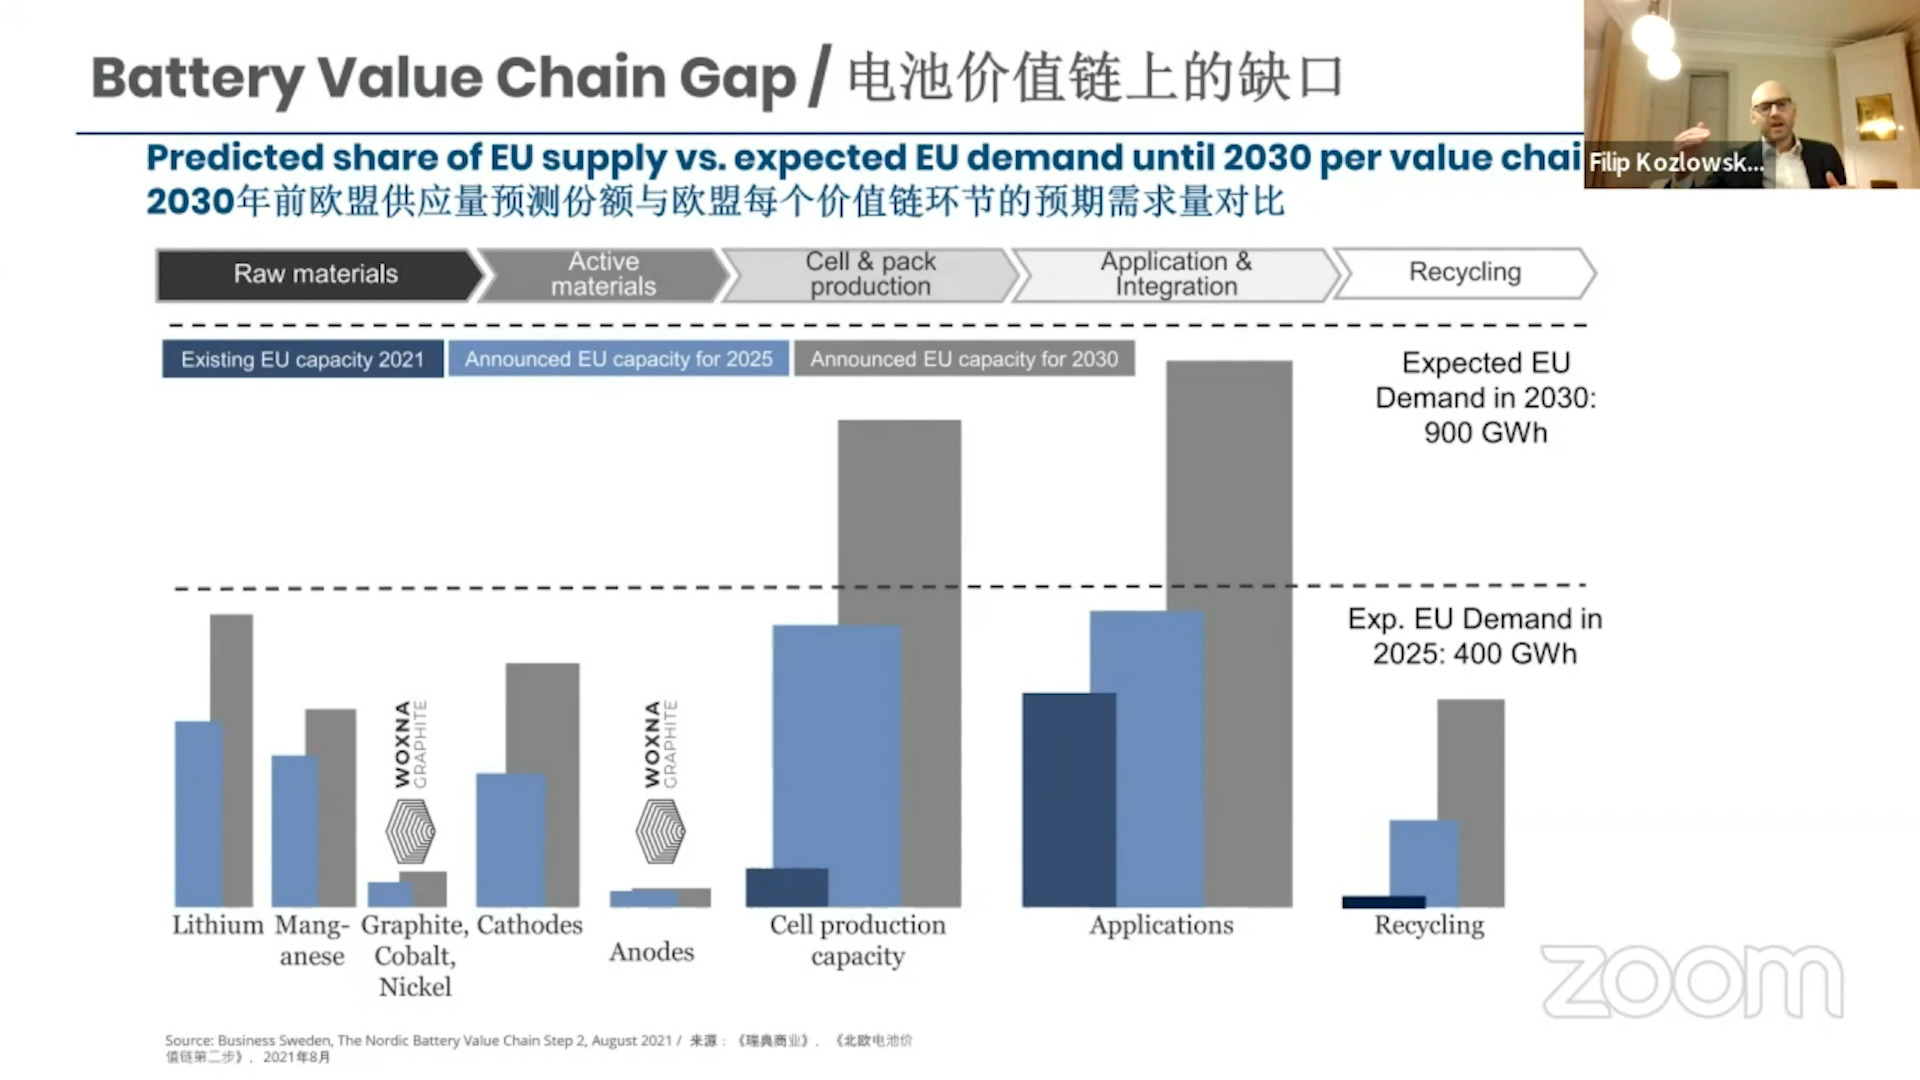 Battery Value Chain Gap / 电池价值链上的缺口
Predicted share of EU supply vs. expected EU demand until 2030 per value chai
2030年前欧盟供应量预测份额与欧盟每个价值链环节的预期需求量对比
Filip Kozlowsk...
Raw materials
Active
materials
Cell & pack
production
Application &
Integration
Recycling
Existing EU capacity 2021
Announced EU capacity for 2025
Announced EU capacity for 2030
Expected EU
Demand in 2030:
900 GWh
Exp. EU Demand in
2025: 400 GWh
WOXNA
GRAPHITE
WOXNA
GRAPHITE
Lithium
Mang-
anese
Graphite,
Cobalt,
Nickel
Cathodes
Anodes
Cell production
capacity
Applications
Recycling
zoom
Source: Business Sweden, The Nordic Battery Value Chain Step 2, August 2021 / 来源：《瑞典商业》，《北欧电池价
值链第二步》，2021年8月